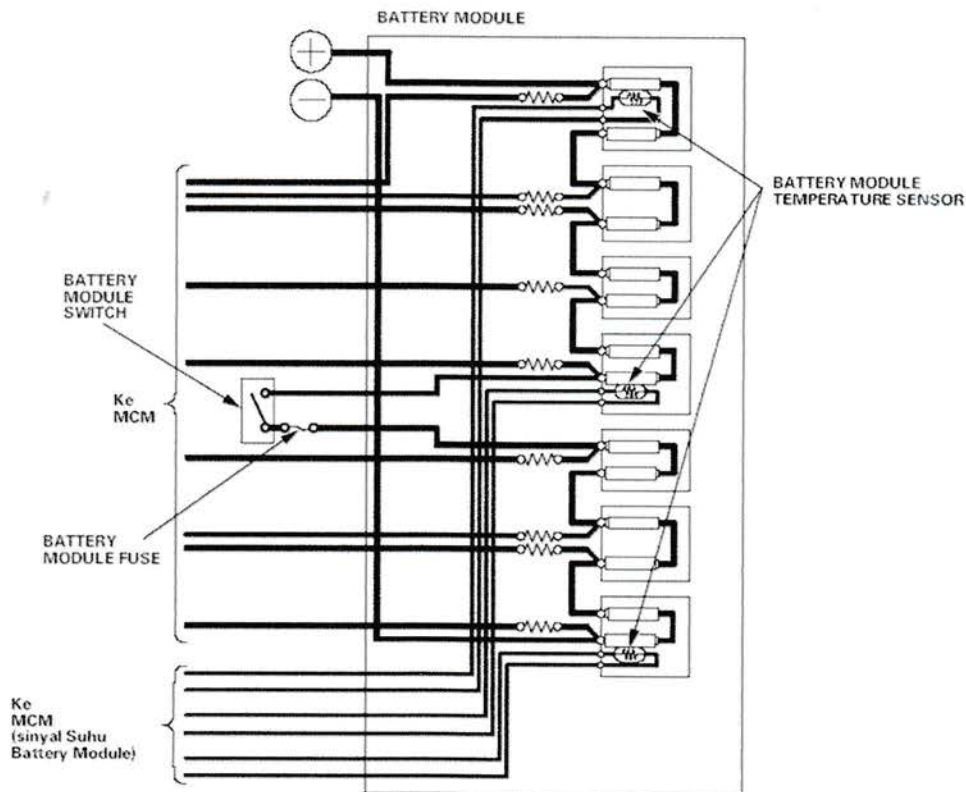 BATTERY MODULE
+
−
BATTERY MODULE
TEMPERATURE SENSOR
BATTERY
MODULE
SWITCH
Ke
MCM
BATTERY
MODULE FUSE
Ke
MCM
(sinyal Suhu
Battery Module)